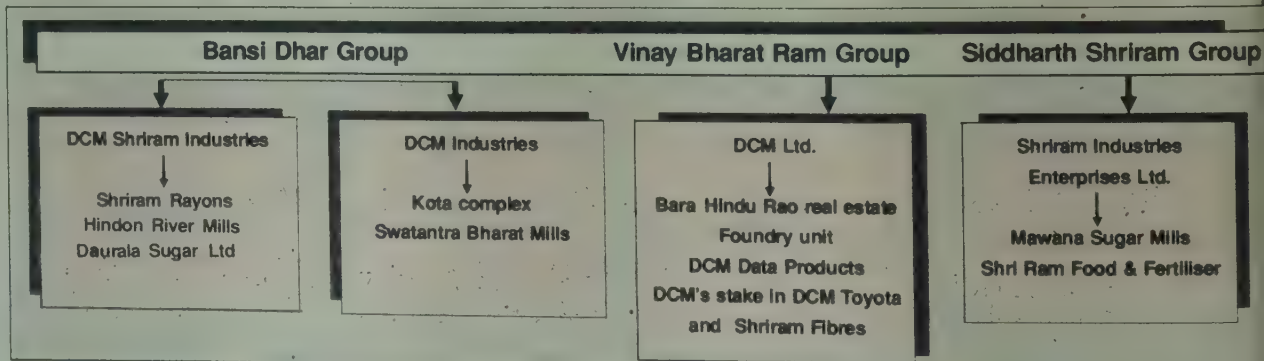 Bansi Dhar Group
Vinay Bharat Ram Group
Siddharth Shriram Group
DCM Shriram Industries
Shriram Rayons
Hindon River Mills
Daurala Sugar Ltd
DCM Industries
Kota complex
Swatantra Bharat Mills
DCM Ltd.
Bara Hindu Rao real estate
Foundry unit
DCM Data Products
DCM's stake in DCM Toyota
and Shriram Fibres
Shriram Industries
Enterprises Ltd.
Mawana Sugar Mills
Shri Ram Food & Fertiliser